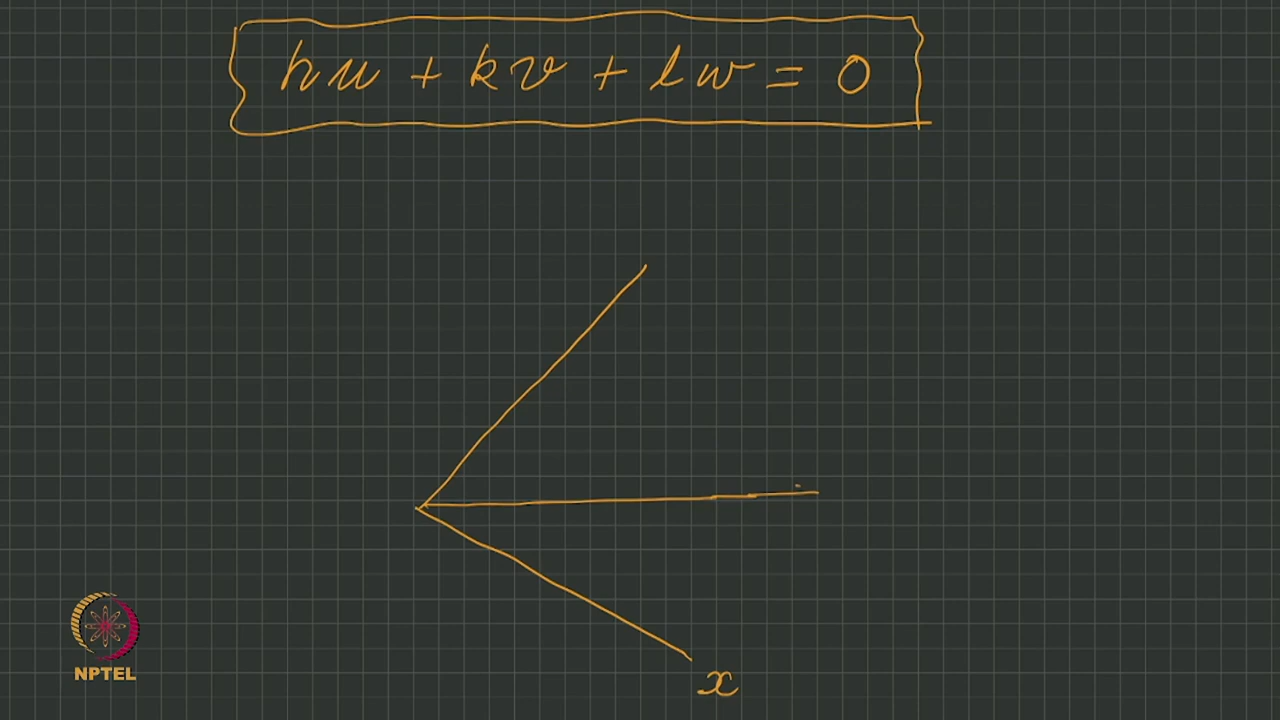 hu + kv + lw = 0
x
NPTEL